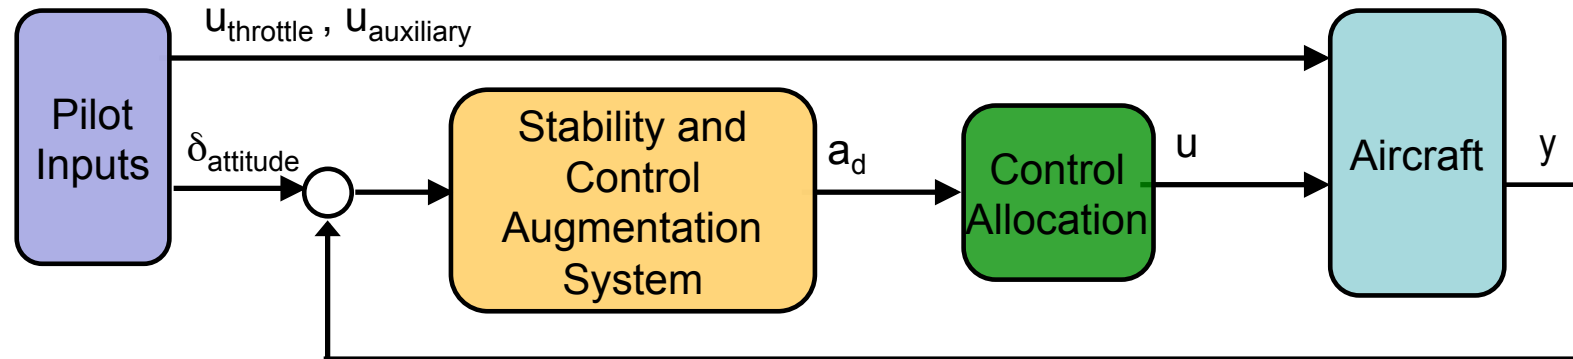 u_throttle , u_auxiliary
Pilot
Inputs
δ_attitude
Stability and
Control
Augmentation
System
a_d
Control
Allocation
u
Aircraft
y